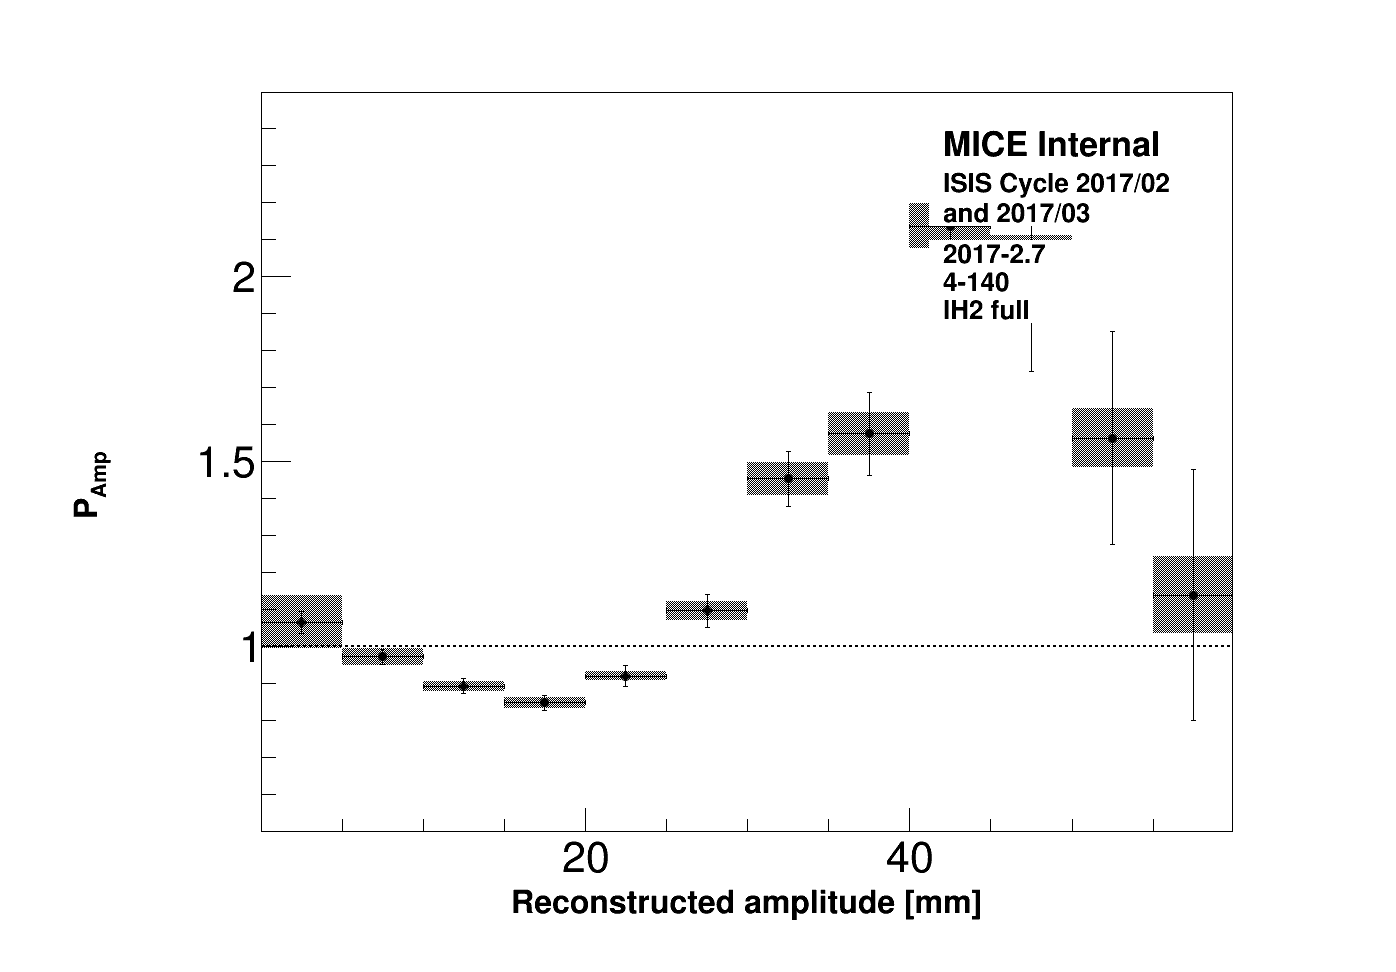 MICE Internal
ISIS Cycle 2017/02
and 2017/03
2017-2.7
4-140
IH2 full
2
1.5
1
P Amp
20
40
Reconstructed amplitude [mm]